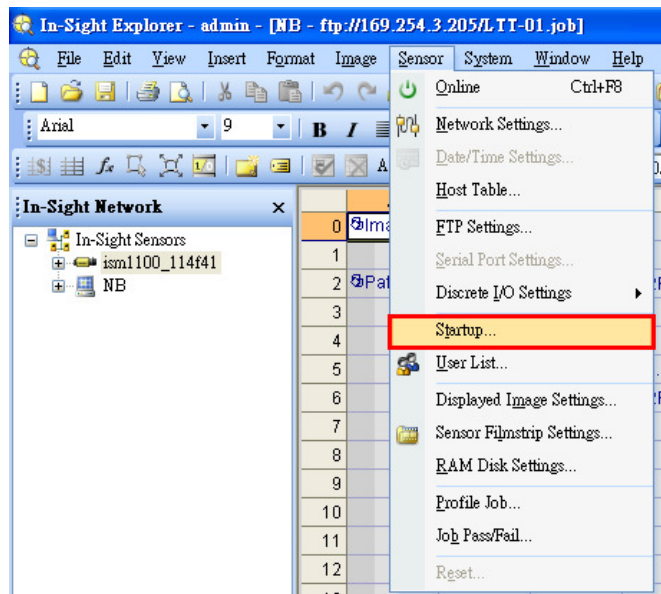 In-Sight Explorer - admin - [NB - ftp://169.254.3.205/LTT-01.job]
File Edit View Insert Format Image Sensor System Window Help
Arial 9 B I
A
In-Sight Network
In-Sight Sensors
ism1100_114f41
NB
0
1
2
3
4
5
6
7
8
9
10
11
12
Online Ctrl+F8
Network Settings...
Date/Time Settings...
Host Table...
FTP Settings...
Serial Port Settings...
Discrete I/O Settings
Startup...
User List...
Displayed Image Settings...
Sensor Filmstrip Settings...
RAM Disk Settings...
Profile Job...
Job Pass/Fail...
Reset...